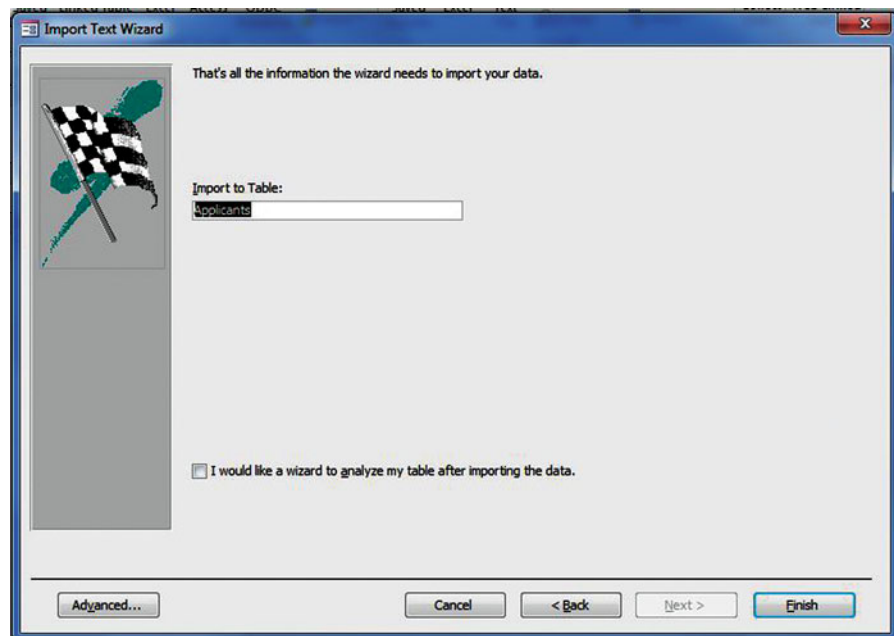 Import Text Wizard
That's all the information the wizard needs to import your data.
Import to Table:
Applicants
I would like a wizard to analyze my table after importing the data.
Advanced... Cancel < Back Next > Finish